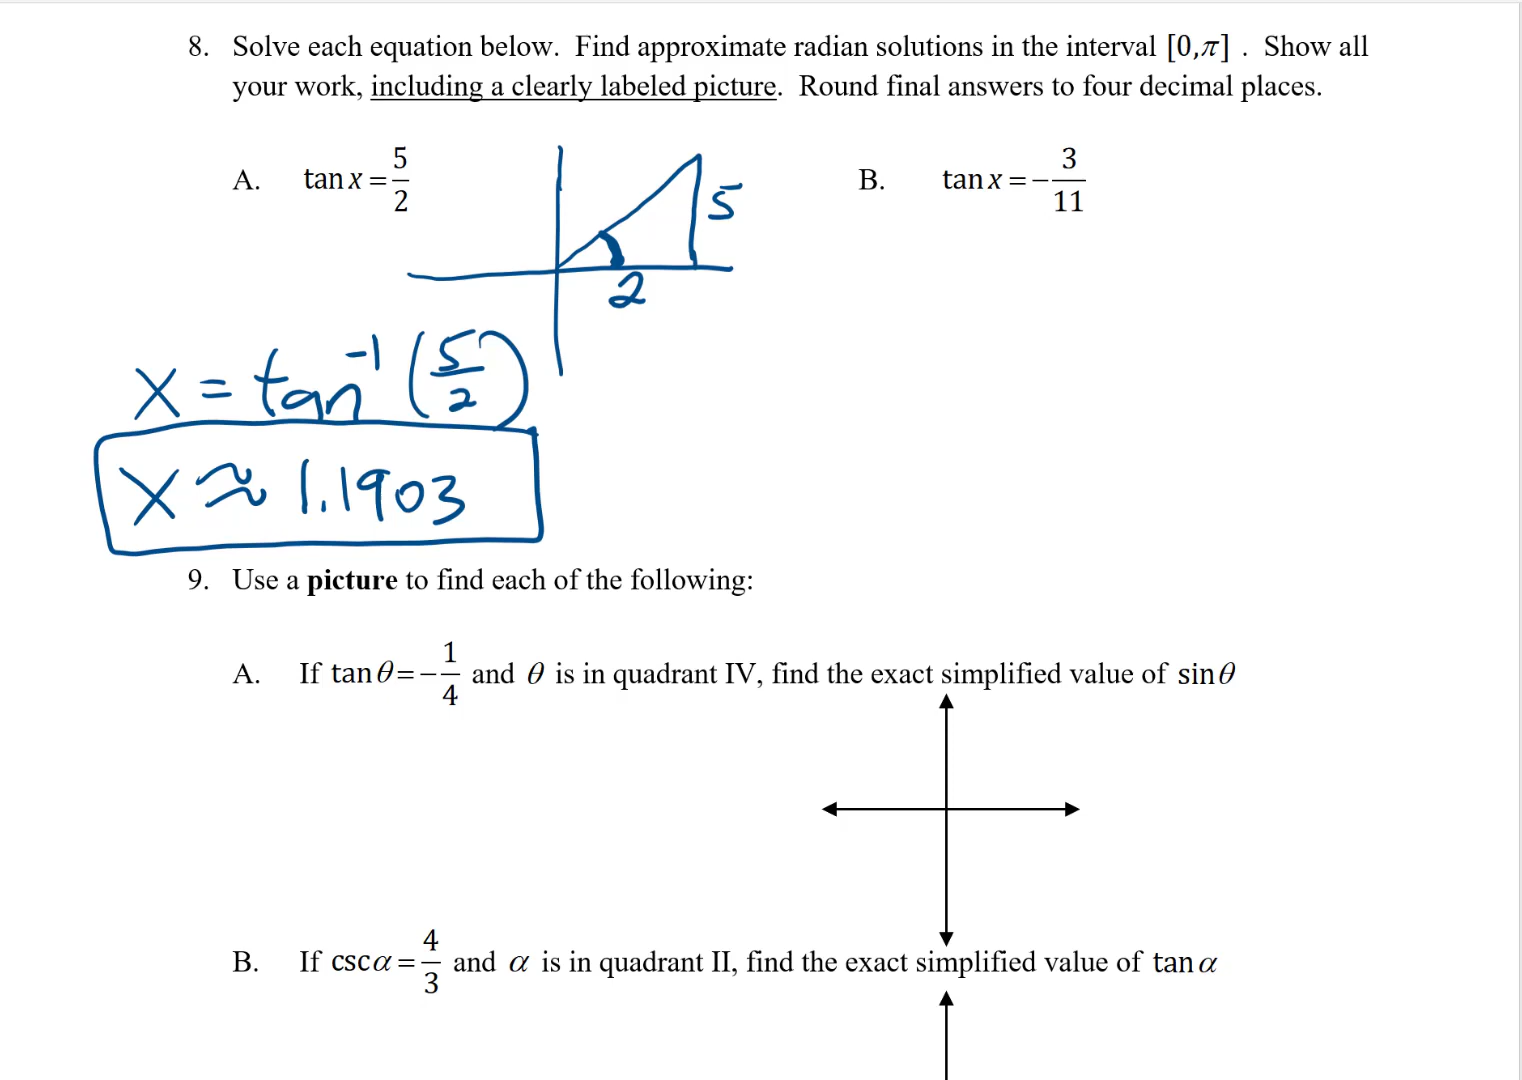 8. Solve each equation below. Find approximate radian solutions in the interval [0,π] . Show all
your work, including a clearly labeled picture. Round final answers to four decimal places.
A. tan x = 5/2
5
2
B. tan x = −3/11
x = tan⁻¹(5/2)
x ≈ 1.1903
9. Use a picture to find each of the following:
A. If tan θ = −1/4 and θ is in quadrant IV, find the exact simplified value of sin θ
B. If csc α = 4/3 and α is in quadrant II, find the exact simplified value of tan α